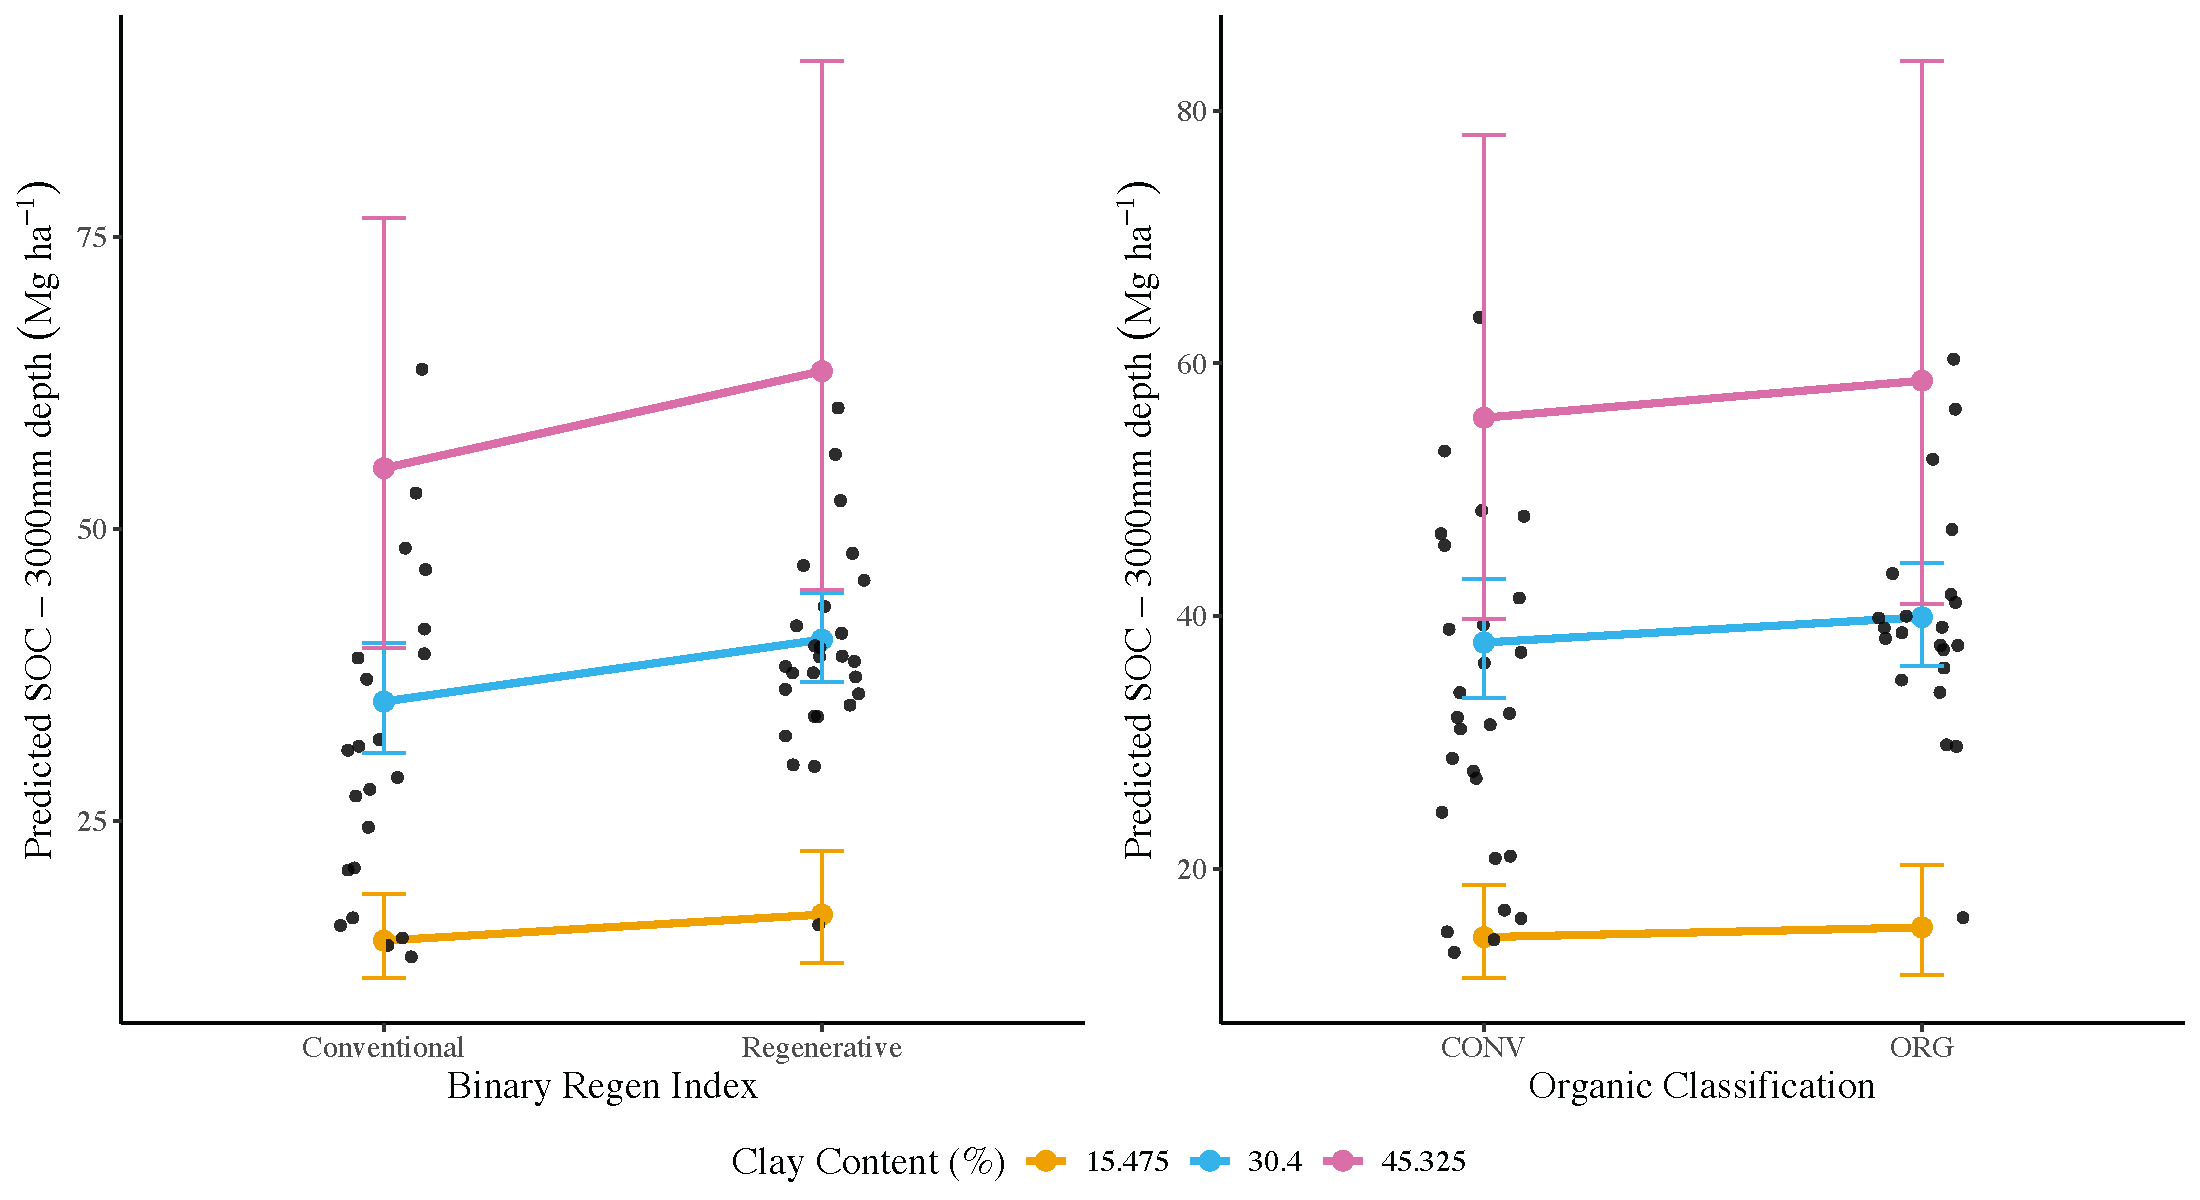 Predicted SOC – 3000mm depth (Mg ha⁻¹)
75
50
25
Conventional
Regenerative
Binary Regen Index
Predicted SOC – 3000mm depth (Mg ha⁻¹)
80
60
40
20
CONV
ORG
Organic Classification
Clay Content (%) 15.475 30.4 45.325